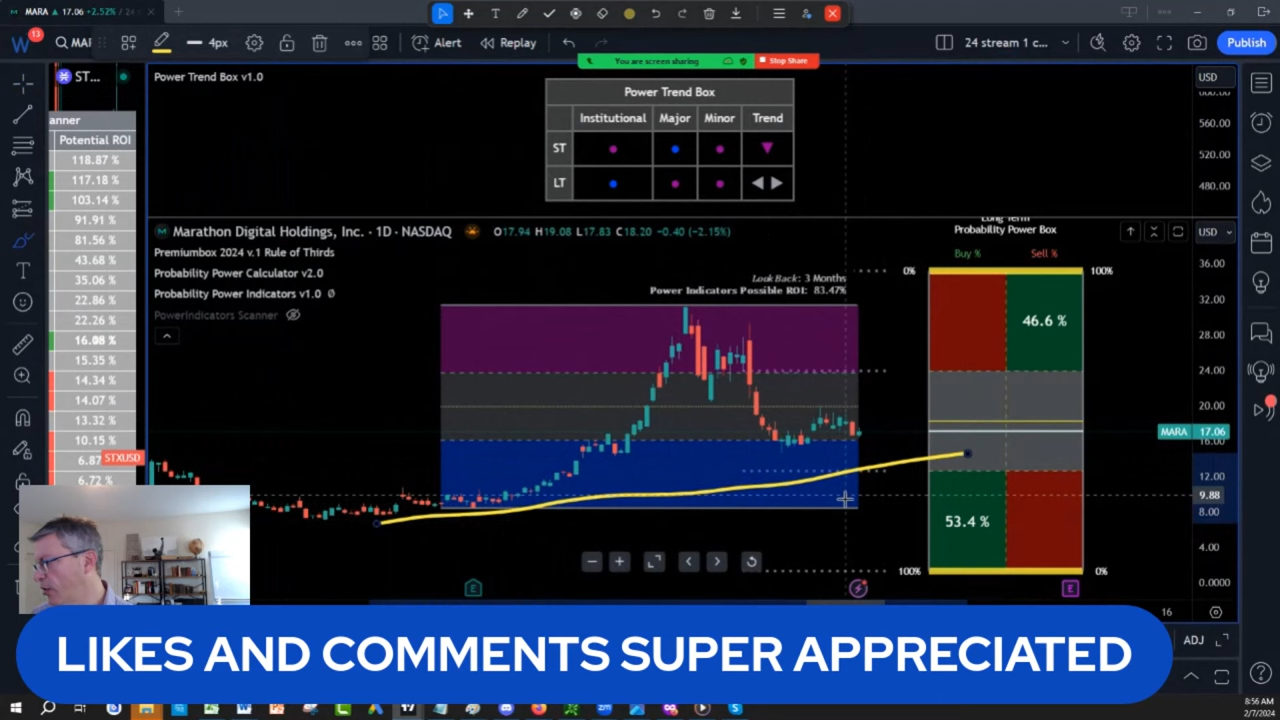 MARA ▲ 17.06 +2.52%
13
4px
Alert
Replay
24 stream 1 c...
Publish
You are screen sharing
Stop Share
ST...
anner
Potential ROI
118.87 %
117.18 %
103.14 %
91.91 %
81.56 %
43.68 %
35.06 %
22.86 %
22.26 %
16.08 %
15.35 %
14.34 %
14.07 %
13.32 %
10.15 %
6.87
STXUSD
6.72 %
Power Trend Box v1.0
Power Trend Box
Institutional Major Minor Trend
ST
LT
USD
600.00
560.00
520.00
480.00
Marathon Digital Holdings, Inc. · 1D · NASDAQ
O17.94 H19.08 L17.83 C18.20 −0.40 (−2.15%)
Premiumbox 2024 v.1 Rule of Thirds
Probability Power Calculator v2.0
Probability Power Indicators v1.0 Ø
PowerIndicators Scanner
Look Back: 3 Months
Power Indicators Possible ROI: 83.47%
Long Term
Probability Power Box
Buy % Sell %
0% 100%
46.6 %
53.4 %
100% 0%
USD
36.00
32.00
28.00
24.00
20.00
MARA 17.06
16.00
12.00
9.88
8.00
4.00
0.0000
E
E
16
ADJ
LIKES AND COMMENTS SUPER APPRECIATED
8:56 AM
2/7/2024